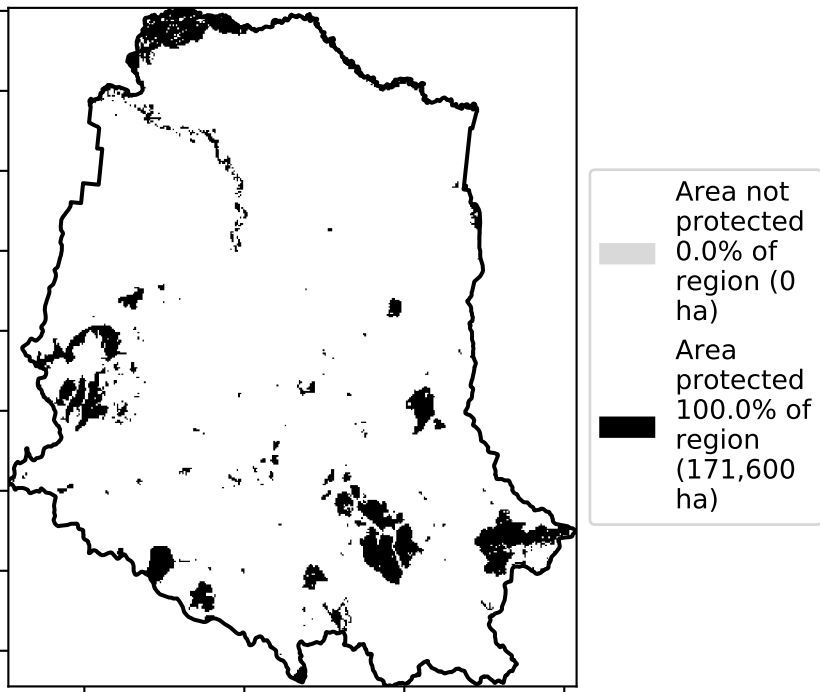 Area not
protected
0.0% of
region (0
ha)
Area
protected
100.0% of
region
(171,600
ha)